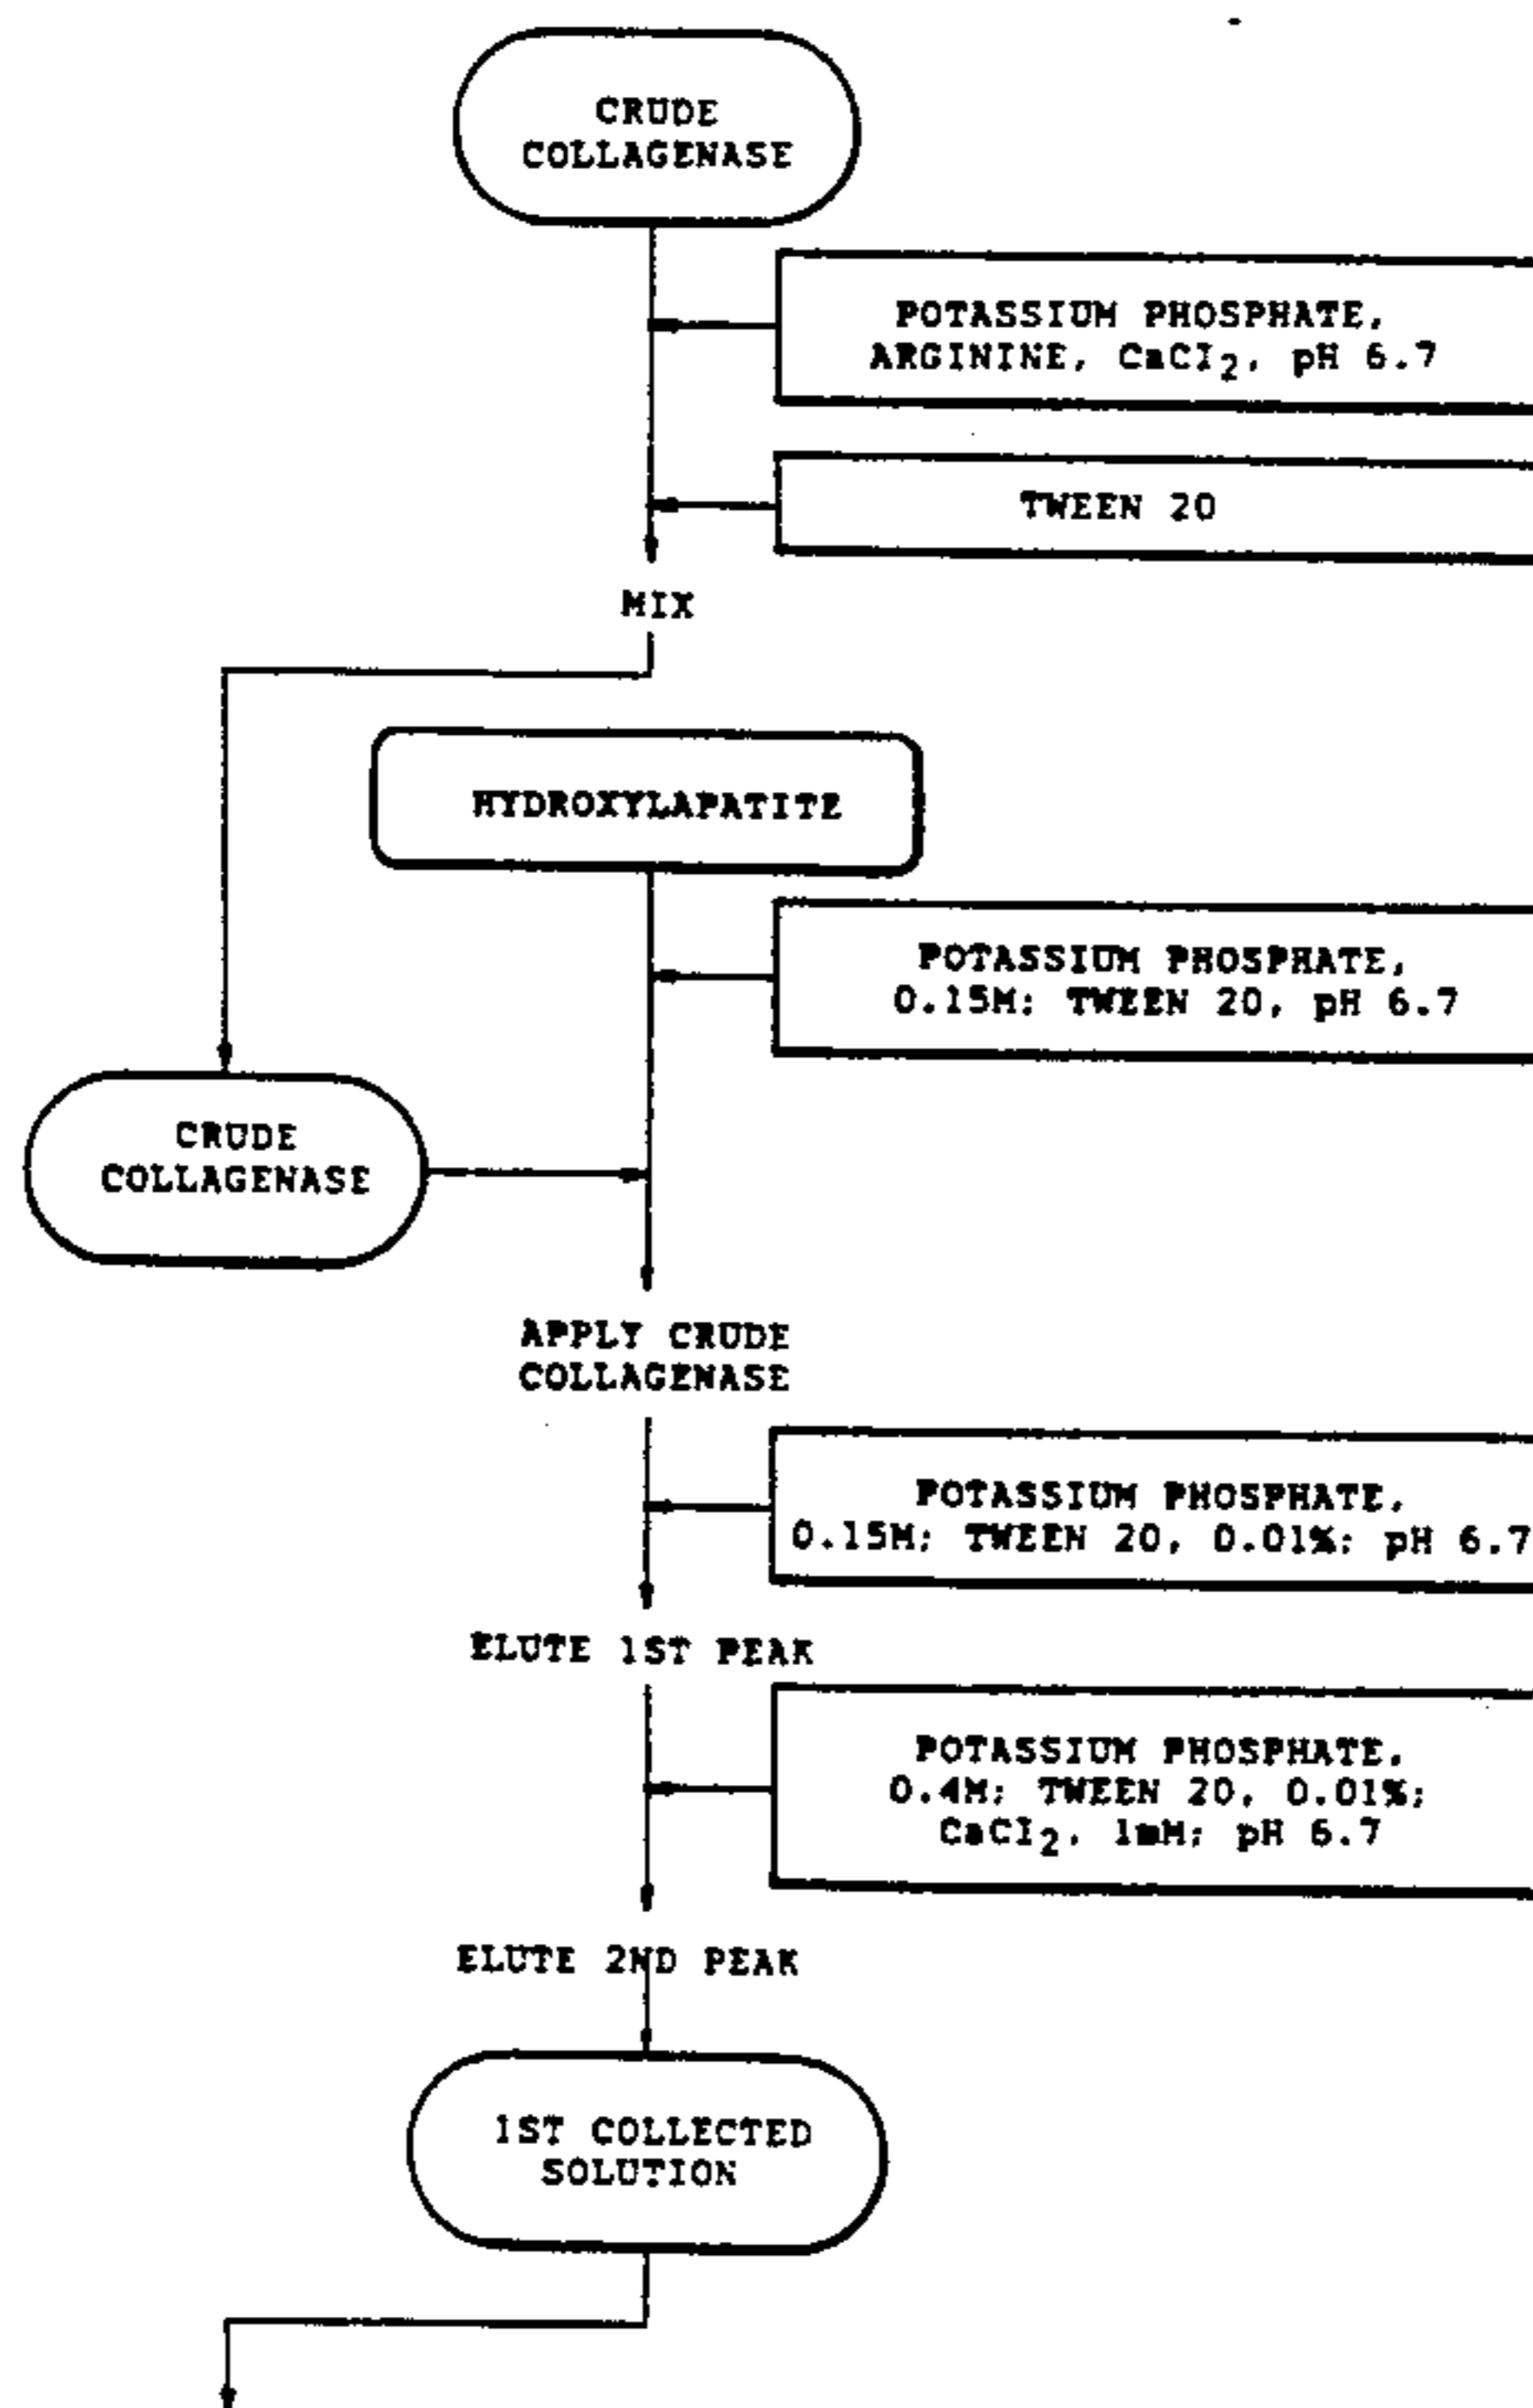 CRUDE
COLLAGENASE
POTASSIUM PHOSPHATE,
ARGININE, CaCI₂, pH 6.7
TWEEN 20
MIX
HYDROXYLAPATITE
POTASSIUM PHOSPHATE,
0.15M; TWEEN 20, pH 6.7
CRUDE
COLLAGENASE
APPLY CRUDE
COLLAGENASE
POTASSIUM PHOSPHATE,
0.15M; TWEEN 20, 0.01%; pH 6.7
ELUTE 1ST PEAK
POTASSIUM PHOSPHATE,
0.4M; TWEEN 20, 0.01%;
CaCI₂, 1mM; pH 6.7
ELUTE 2ND PEAK
1ST COLLECTED
SOLUTION